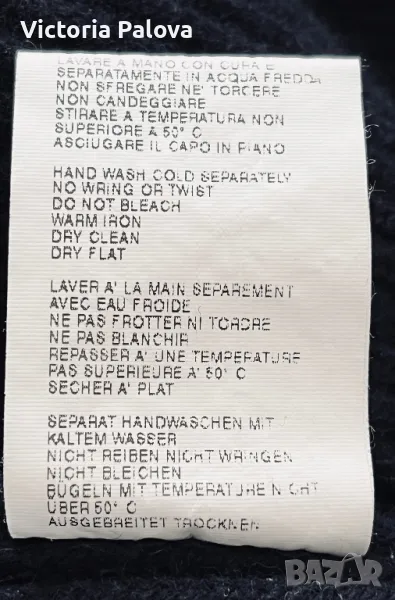 Victoria Palova
LAVARE A MANO CON CURA E
SEPARATAMENTE IN ACQUA FREDDA
NON SFREGARE NE' TORCERE
NON CANDEGGIARE
STIRARE A TEMPERATURA NON
SUPERIORE A 50° C
ASCIUGARE IL CAPO IN PIANO
HAND WASH COLD SEPARATELY
NO WRING OR TWIST
DO NOT BLEACH
WARM IRON
DRY CLEAN
DRY FLAT
LAVER A' LA MAIN SEPAREMENT
AVEC EAU FROIDE
NE PAS FROTTER NI TORDRE
NE PAS BLANCHIR
REPASSER A' UNE TEMPERATURE
PAS SUPERIEURE A' 50° C
SECHER A' PLAT
SEPARAT HANDWASCHEN MIT
KALTEM WASSER
NICHT REIBEN NICHT WRINGEN
NICHT BLEICHEN
BÜGELN MIT TEMPERATURE NICHT
ÜBER 50° C
AUSGEBREITET TROCKNEN
BAZAR.BG